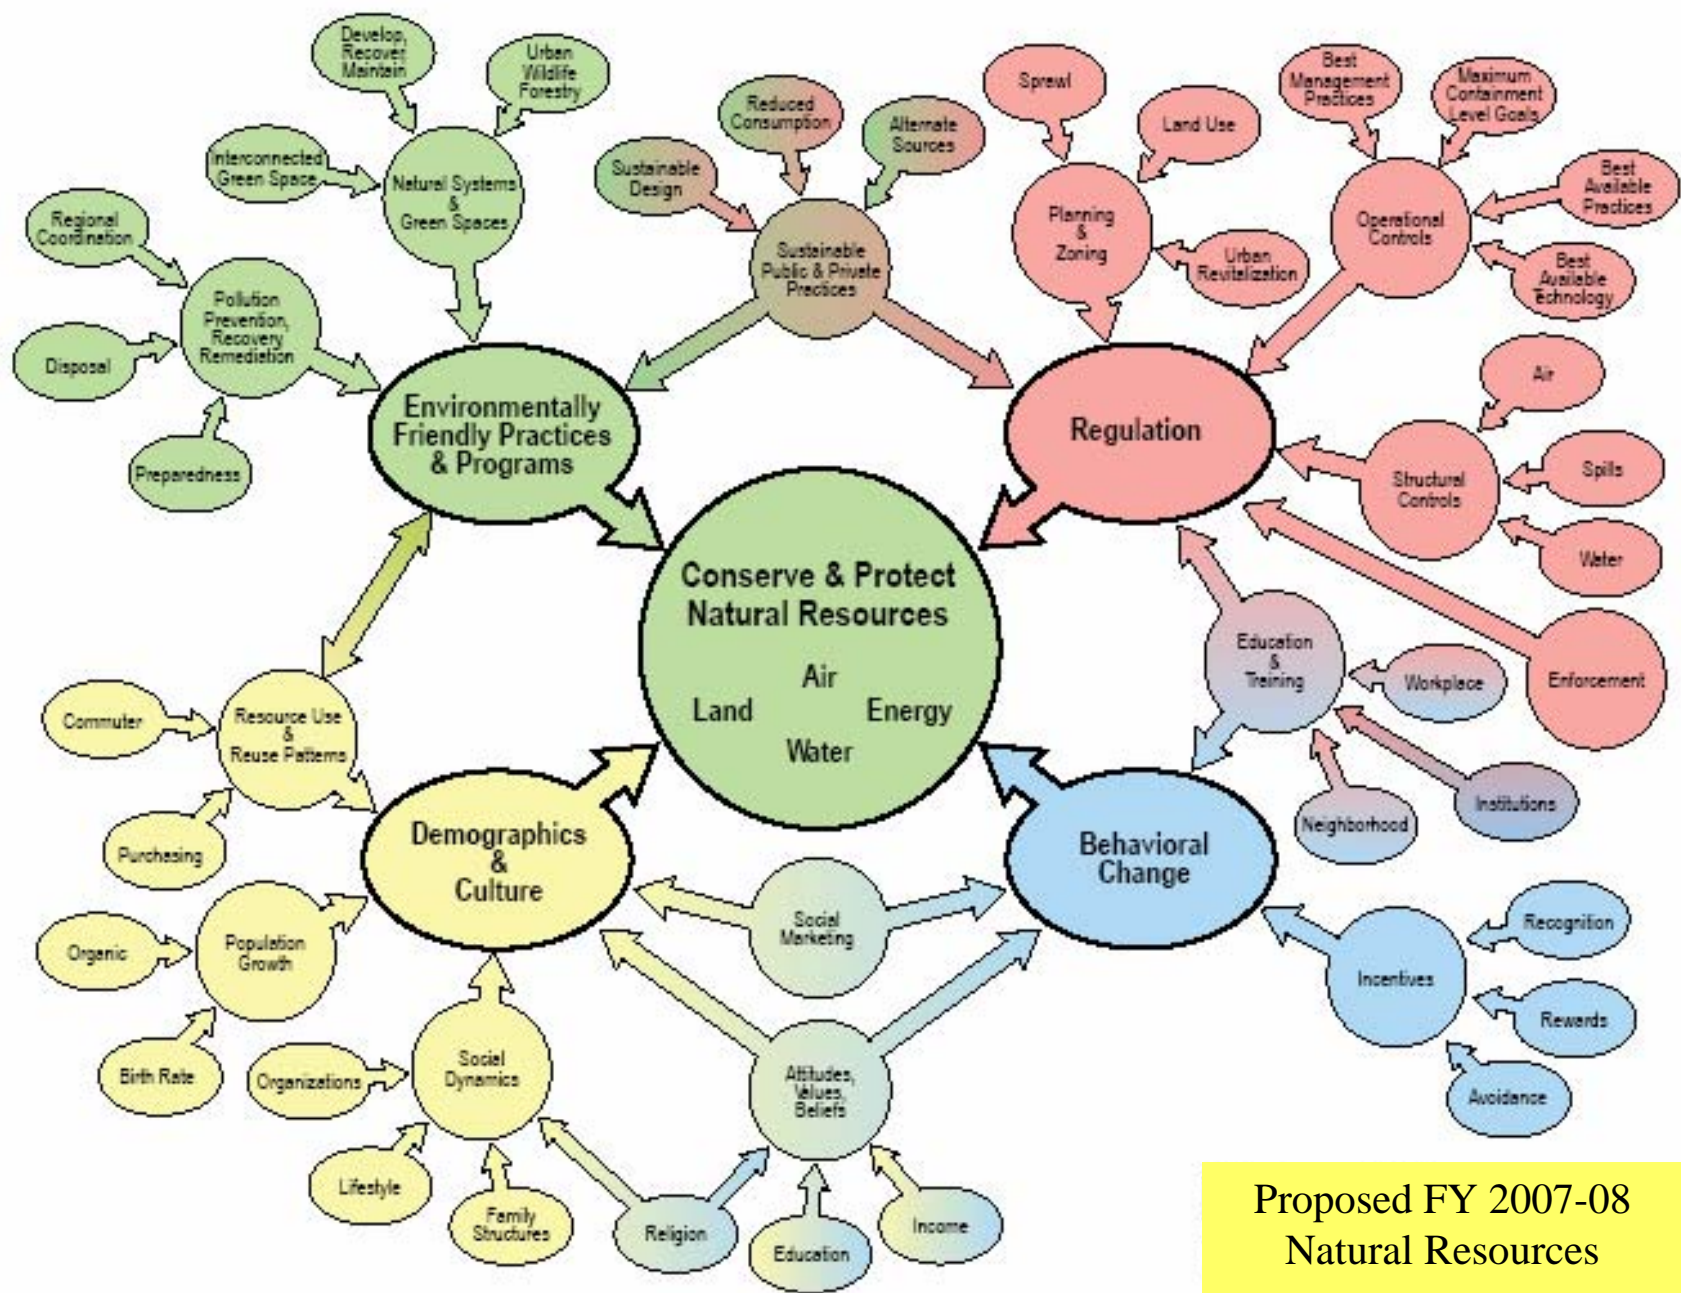 Develop,
Recover,
Maintain
Urban
Wildlife
Forestry
Interconnected
Green Space
Natural Systems
&
Green Spaces
Regional
Coordination
Pollution
Prevention,
Recovery
Remediation
Disposal
Preparedness
Environmentally
Friendly Practices
& Programs
Reduced
Consumption
Alternate
Sources
Sustainable
Design
Sustainable
Public & Private
Practices
Sprawl
Land Use
Planning
&
Zoning
Urban
Revitalization
Best
Management
Practices
Maximum
Containment
Level Goals
Best
Available
Practices
Operational
Controls
Best
Available
Technology
Regulation
Air
Spills
Structural
Controls
Water
Education
&
Training
Workplace
Enforcement
Institutions
Neighborhood
Conserve & Protect
Natural Resources
Air
Land
Energy
Water
Commuter
Resource Use
&
Reuse Patterns
Purchasing
Demographics
&
Culture
Organic
Population
Growth
Birth Rate
Organizations
Social
Dynamics
Lifestyle
Family
Structures
Religion
Education
Income
Attitudes,
Values,
Beliefs
Social
Marketing
Behavioral
Change
Incentives
Recognition
Rewards
Avoidance
Proposed FY 2007-08
Natural Resources